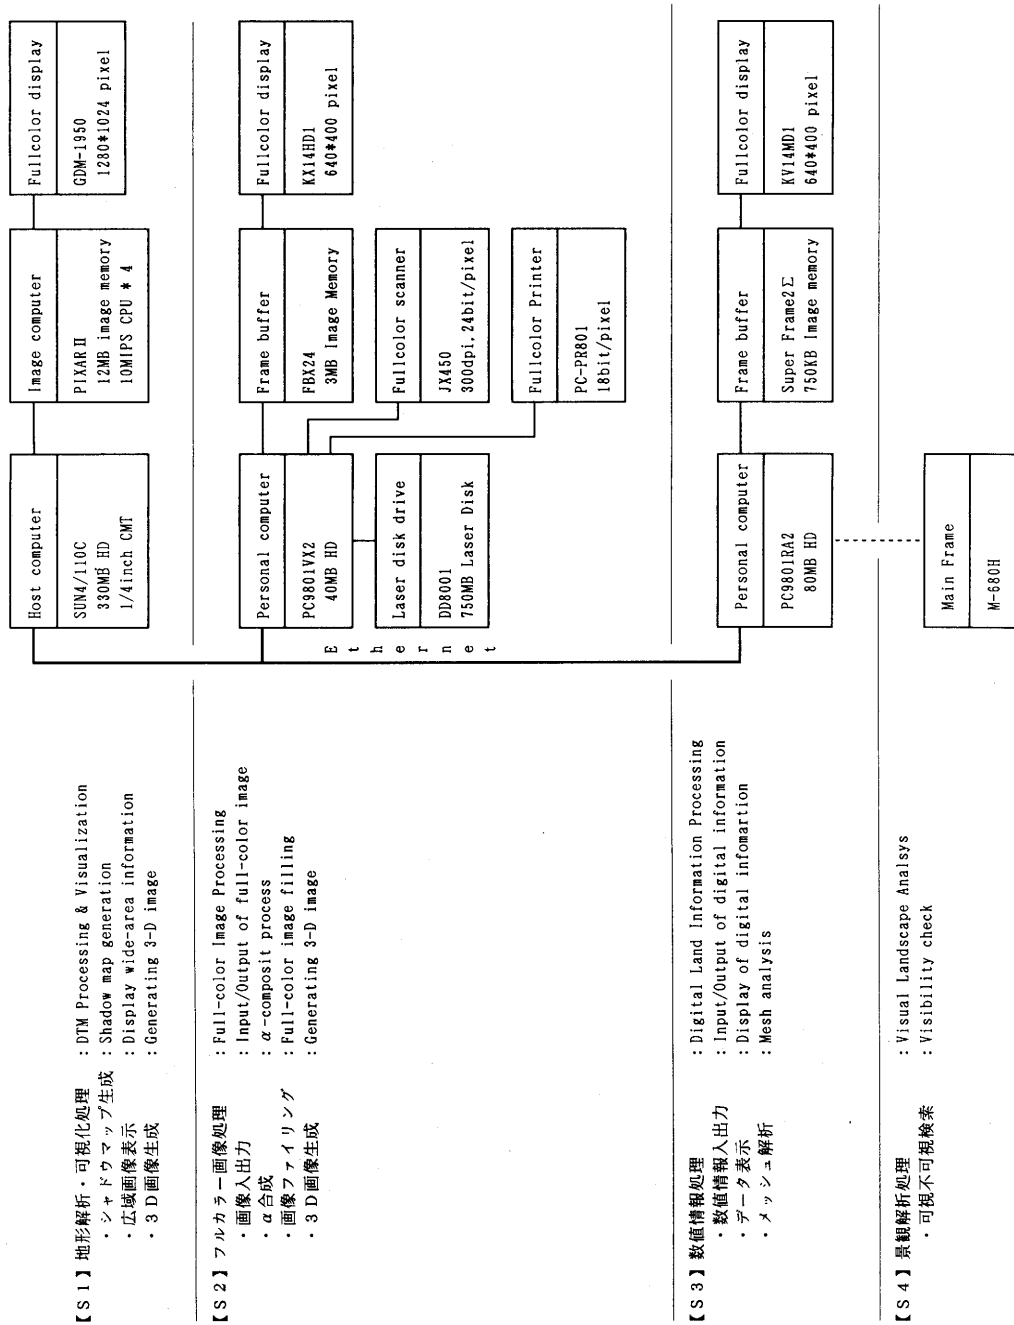 【S1】地形解析・可視化処理 : DTM Processing & Visualization
・シャドウマップ生成 : Shadow map generation
・広域画像表示 : Display wide-area information
・3D画像生成 : Generating 3-D image
Host computer
SUN4/110C
330MB HD
1/4inch CMT
Image computer
PIXARⅡ
12MB image memory
10MIPS CPU * 4
Fullcolor display
GDM-1950
1280*1024 pixel
【S2】フルカラー画像処理 : Full-color Image Processing
・画像入出力 : Input/Output of full-color image
・α合成 : α-composit process
・画像ファイリング : Full-color image filling
・3D画像生成 : Generating 3-D image
Ethernet
Personal computer
PC9801VX2
40MB HD
Frame buffer
FBX24
3MB Image Memory
Fullcolor display
KX14HD1
640*400 pixel
Laser disk drive
DD8001
750MB Laser Disk
Fullcolor scanner
JX450
300dpi,24bit/pixel
Fullcolor Printer
PC-PR801
18bit/pixel
【S3】数値情報処理 : Digital Land Information Processing
・数値情報入出力 : Input/Output of digital information
・データ表示 : Display of digital infomartion
・メッシュ解析 : Mesh analysis
Personal computer
PC9801RA2
80MB HD
Frame buffer
Super Frame2Σ
750KB Image memory
Fullcolor display
KV14MD1
640*400 pixel
【S4】景観解析処理 : Visual Landscape Analsys
・可視不可視検索 : Visibility check
Main Frame
M-680H